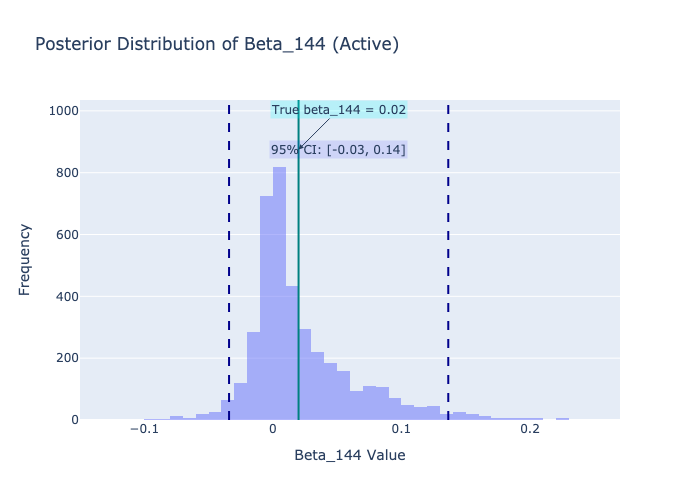 Posterior Distribution of Beta_144 (Active)
True beta_144 = 0.02
95% CI: [-0.03, 0.14]
1000
800
600
400
200
0
Frequency
−0.1
0
0.1
0.2
Beta_144 Value